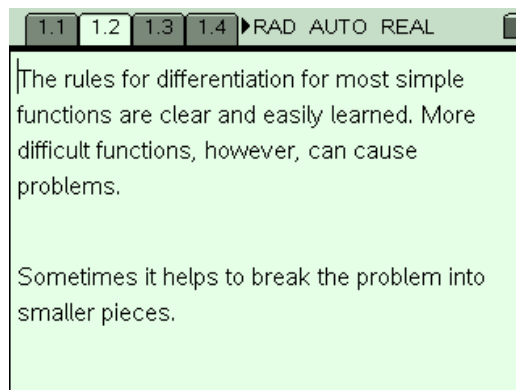 1.1 1.2 1.3 1.4 RAD AUTO REAL
The rules for differentiation for most simple
functions are clear and easily learned. More
difficult functions, however, can cause
problems.
Sometimes it helps to break the problem into
smaller pieces.